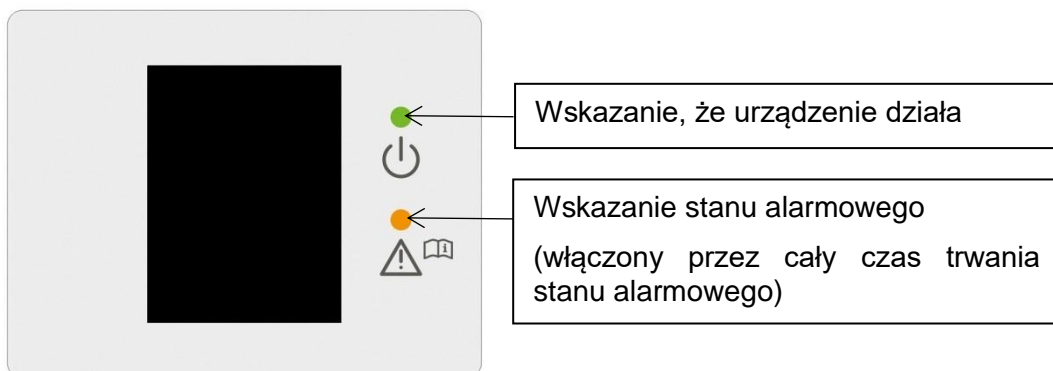 Wskazanie, że urządzenie działa
Wskazanie stanu alarmowego
(włączony przez cały czas trwania
stanu alarmowego)